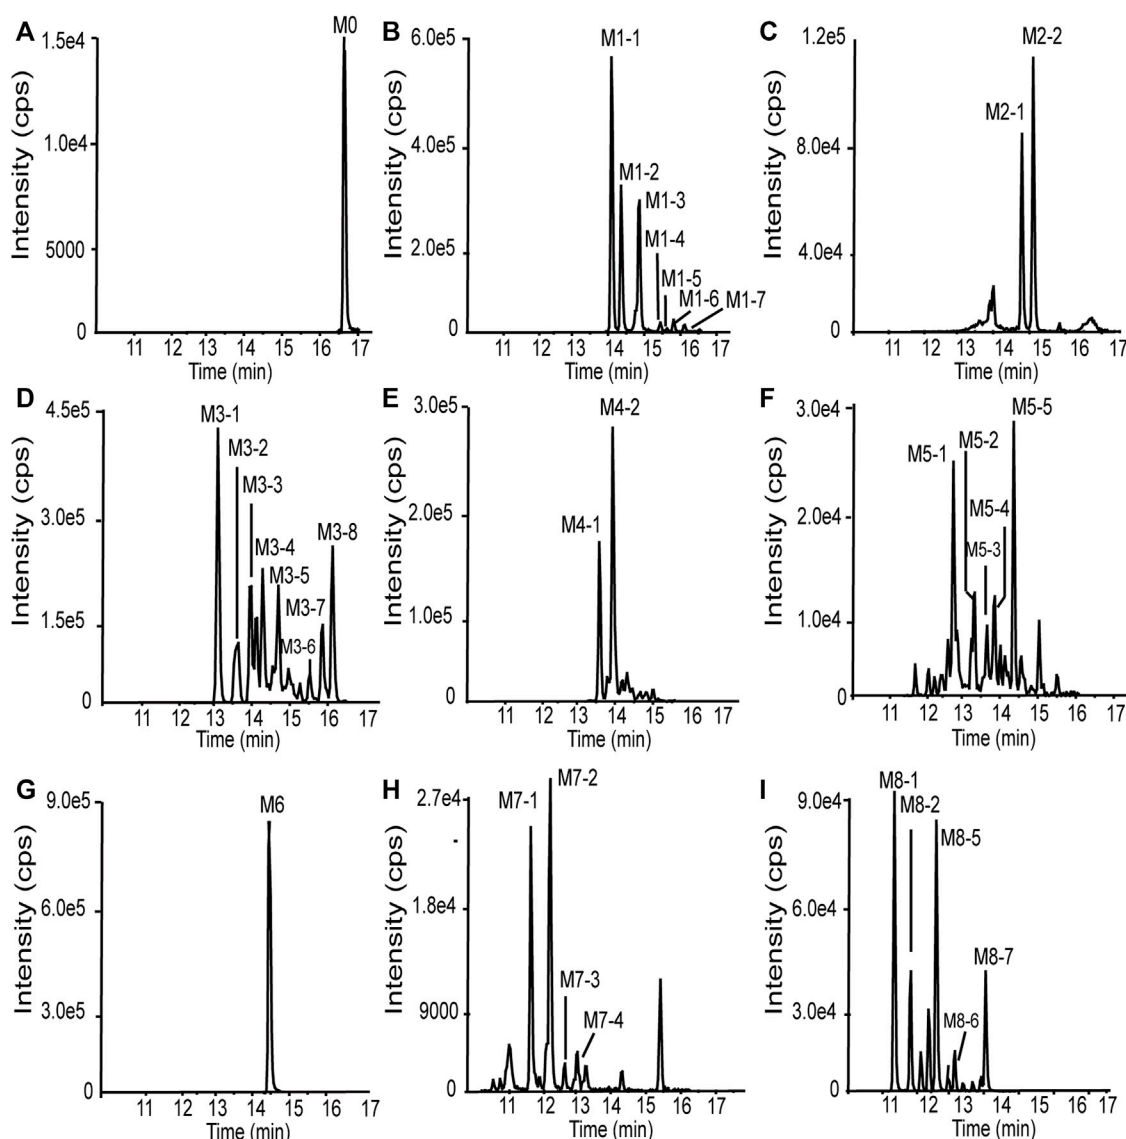 A
Intensity (cps)
1.5e4
1.0e4
5000
0
M0
11 12 13 14 15 16 17
Time (min)
B
Intensity (cps)
6.0e5
4.0e5
2.0e5
0
M1-1
M1-2
M1-3
M1-4
M1-5
M1-6
M1-7
11 12 13 14 15 16 17
Time (min)
C
Intensity (cps)
1.2e5
8.0e4
4.0e4
0
M2-2
M2-1
11 12 13 14 15 16 17
Time (min)
D
Intensity (cps)
4.5e5
3.0e5
1.5e5
0
M3-1
M3-2
M3-3
M3-4
M3-5
M3-6
M3-7
M3-8
11 12 13 14 15 16 17
Time (min)
E
Intensity (cps)
3.0e5
2.0e5
1.0e5
0
M4-2
M4-1
11 12 13 14 15 16 17
Time (min)
F
Intensity (cps)
3.0e4
2.0e4
1.0e4
0
M5-1
M5-2
M5-3
M5-4
M5-5
11 12 13 14 15 16 17
Time (min)
G
Intensity (cps)
9.0e5
6.0e5
3.0e5
0
M6
11 12 13 14 15 16 17
Time (min)
H
Intensity (cps)
2.7e4
1.8e4
9000
0
M7-1
M7-2
M7-3
M7-4
11 12 13 14 15 16 17
Time (min)
I
Intensity (cps)
9.0e4
6.0e4
3.0e4
0
M8-1
M8-2
M8-5
M8-6
M8-7
11 12 13 14 15 16 17
Time (min)